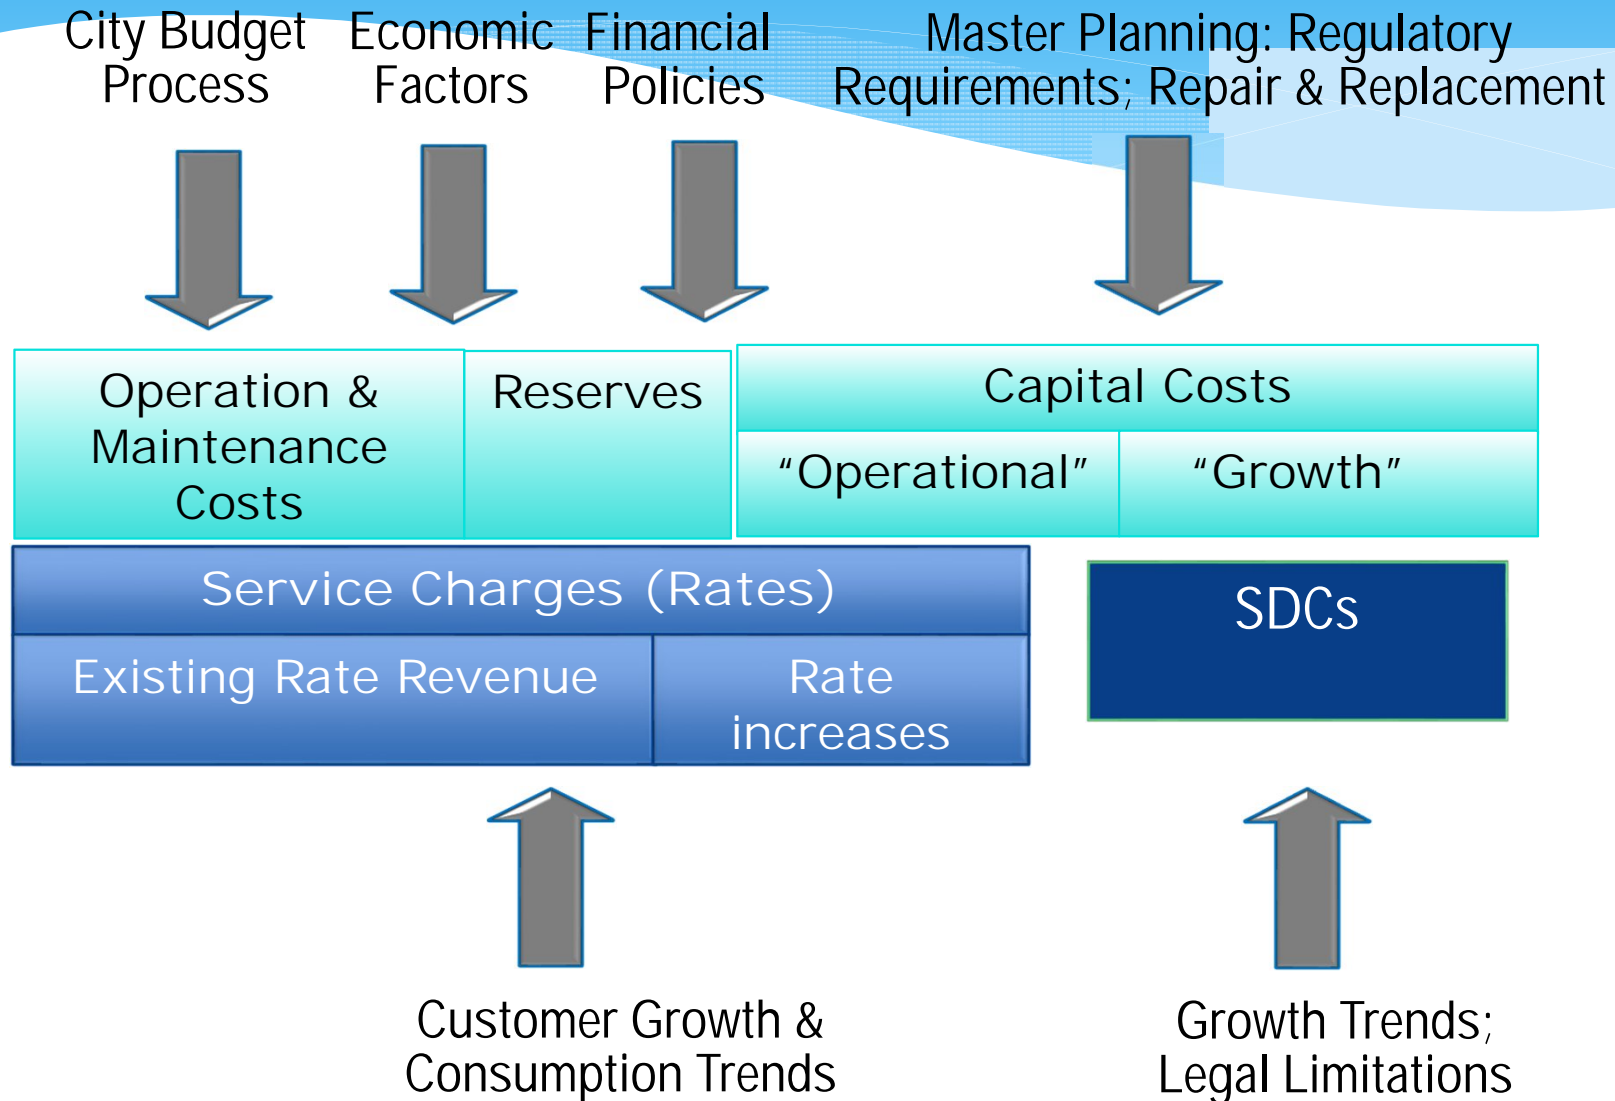 City Budget
Process
Economic
Factors
Financial
Policies
Master Planning: Regulatory
Requirements; Repair & Replacement
Operation &
Maintenance
Costs
Reserves
Capital Costs
“Operational”
“Growth”
Service Charges (Rates)
Existing Rate Revenue
Rate
increases
SDCs
Customer Growth &
Consumption Trends
Growth Trends;
Legal Limitations